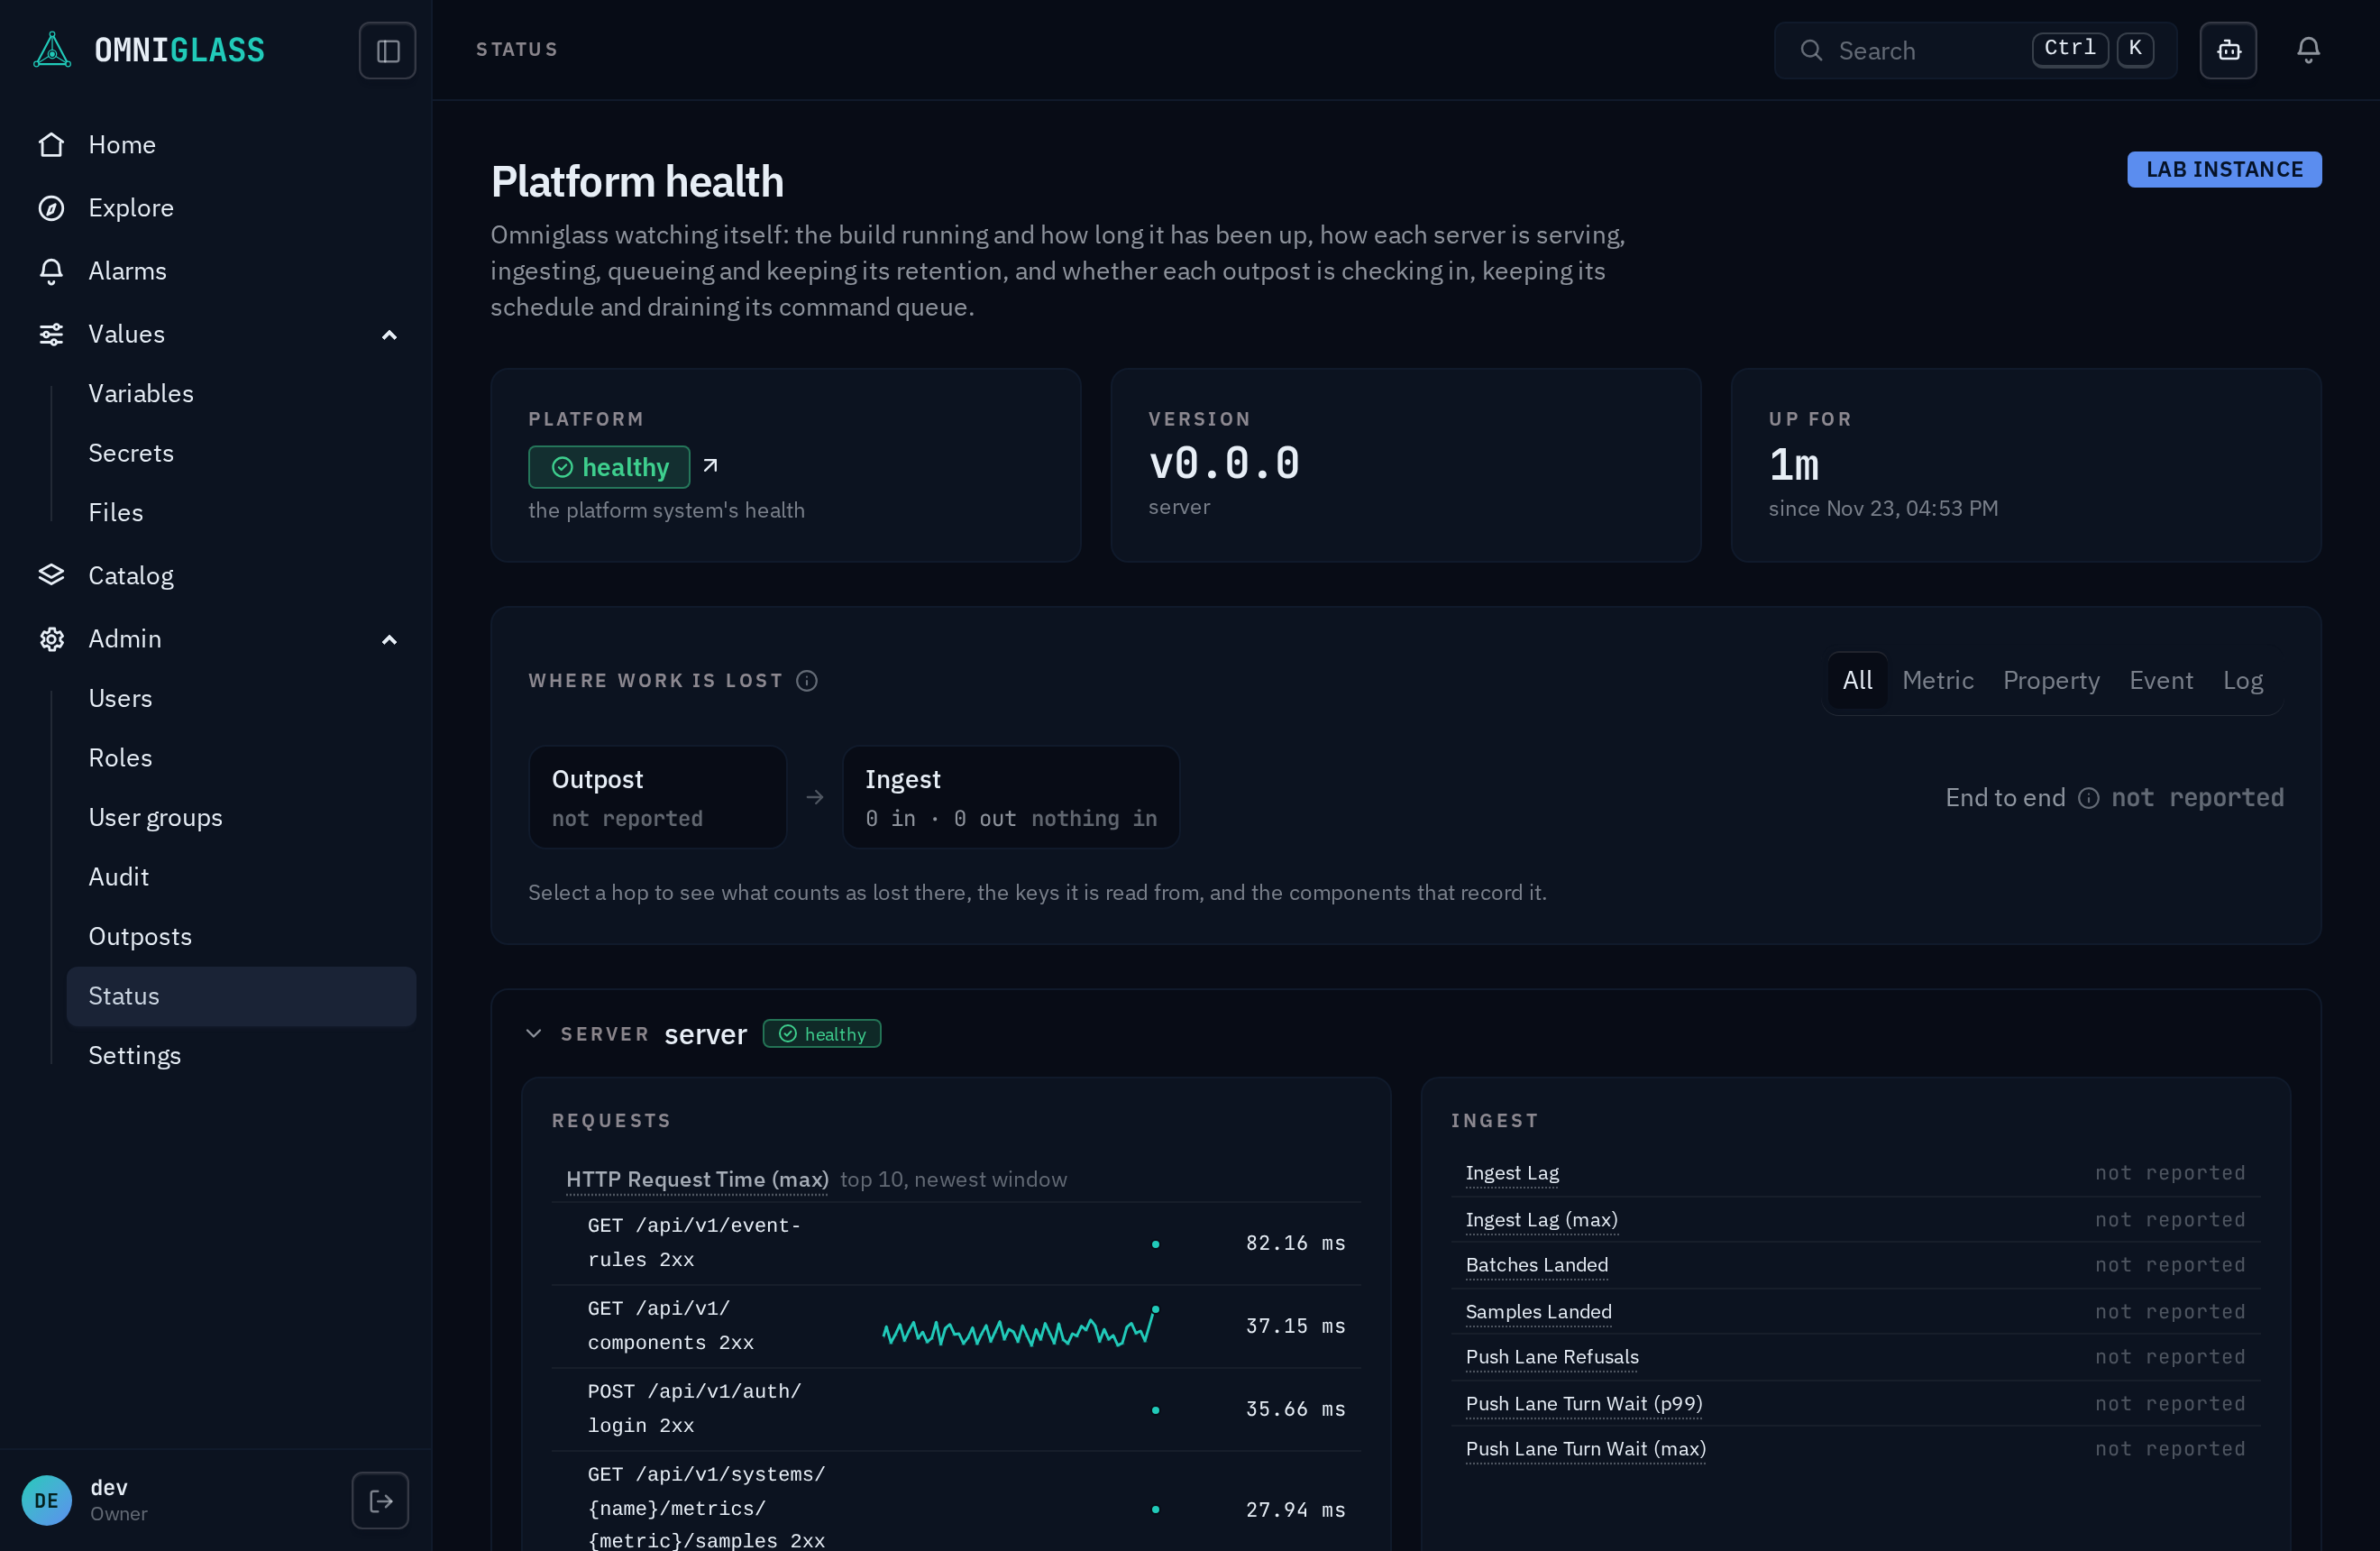 OMNIGLASS
Home
Explore
Alarms
Values
Variables
Secrets
Files
Catalog
Admin
Users
Roles
User groups
Audit
Outposts
Status
Settings
DE
dev
Owner
STATUS
Search
Ctrl K
Platform health
LAB INSTANCE
Omniglass watching itself: the build running and how long it has been up, how each server is serving,
ingesting, queueing and keeping its retention, and whether each outpost is checking in, keeping its
schedule and draining its command queue.
PLATFORM
healthy
the platform system's health
VERSION
v0.0.0
server
UP FOR
1m
since Nov 23, 04:53 PM
WHERE WORK IS LOST
All Metric Property Event Log
Outpost
not reported
Ingest
0 in · 0 out nothing in
End to end not reported
Select a hop to see what counts as lost there, the keys it is read from, and the components that record it.
SERVER server healthy
REQUESTS
HTTP Request Time (max) top 10, newest window
GET /api/v1/event-
rules 2xx
82.16 ms
GET /api/v1/
components 2xx
37.15 ms
POST /api/v1/auth/
login 2xx
35.66 ms
GET /api/v1/systems/
{name}/metrics/
{metric}/samples 2xx
27.94 ms
INGEST
Ingest Lag not reported
Ingest Lag (max) not reported
Batches Landed not reported
Samples Landed not reported
Push Lane Refusals not reported
Push Lane Turn Wait (p99) not reported
Push Lane Turn Wait (max) not reported